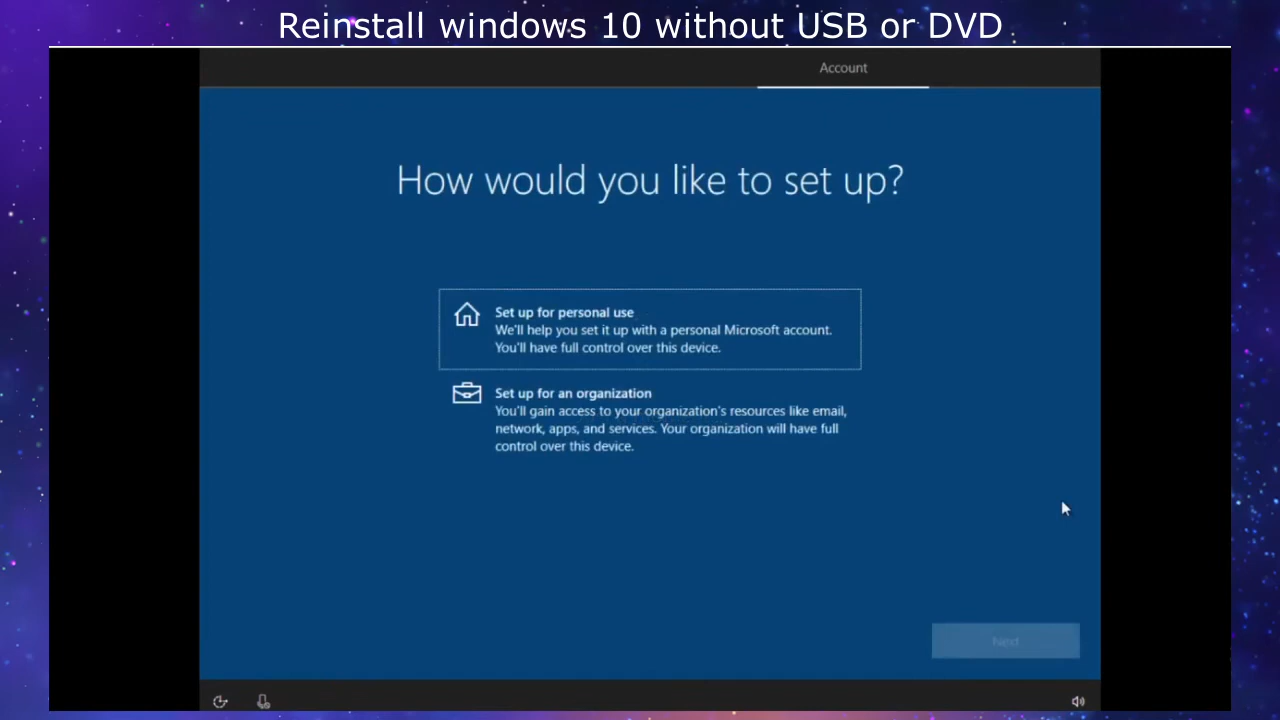 Reinstall windows 10 without USB or DVD
Account
How would you like to set up?
Set up for personal use
We'll help you set it up with a personal Microsoft account.
You'll have full control over this device.
Set up for an organization
You'll gain access to your organization's resources like email,
network, apps, and services. Your organization will have full
control over this device.
Next